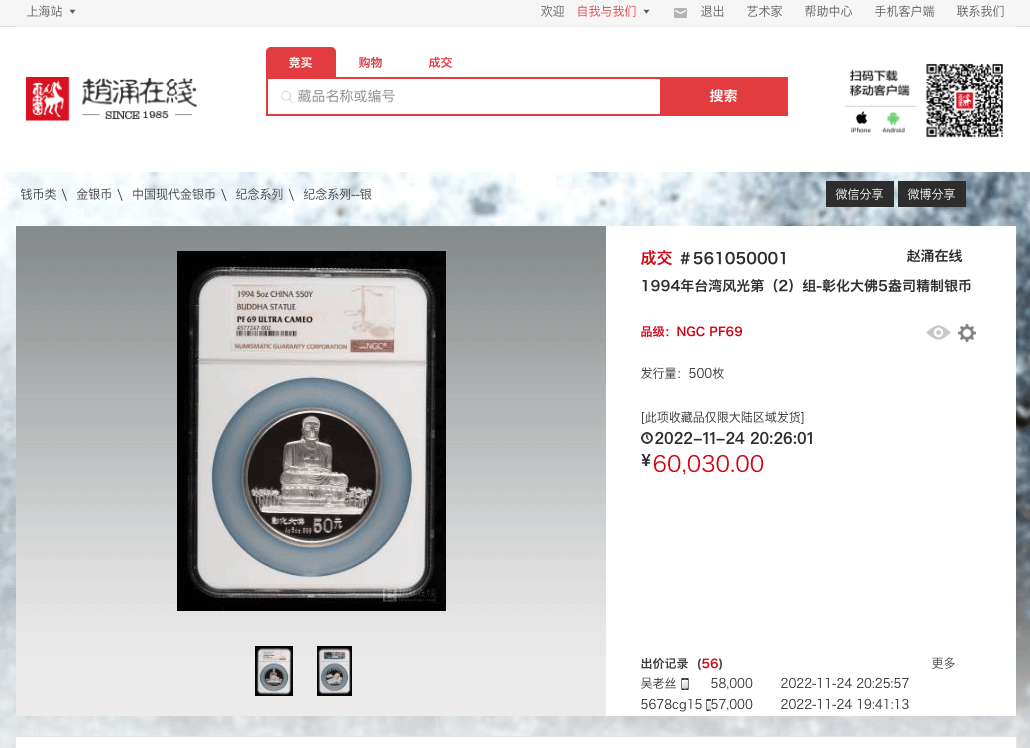 上海站
欢迎 自我与我们 退出 艺术家 帮助中心 手机客户端 联系我们
竞买 购物 成交
趙涌在綫
SINCE 1985
藏品名称或编号
搜索
扫码下载
移动客户端
iPhone Android
钱币类 \ 金银币 \ 中国现代金银币 \ 纪念系列 \ 纪念系列--银
微信分享 微博分享
1994 5oz CHINA S50Y
BUDDHA STATUE
PF 69 ULTRA CAMEO
4577247-002
NUMISMATIC GUARANTY CORPORATION NGC
彰化大佛 50元
Ag 5oz 999
成交 #561050001
赵涌在线
1994年台湾风光第（2）组-彰化大佛5盎司精制银币
品级：NGC PF69
发行量：500枚
[此项收藏品仅限大陆区域发货]
2022-11-24 20:26:01
¥60,030.00
出价记录 (56)
更多
吴老丝 58,000 2022-11-24 20:25:57
5678cg15 57,000 2022-11-24 19:41:13